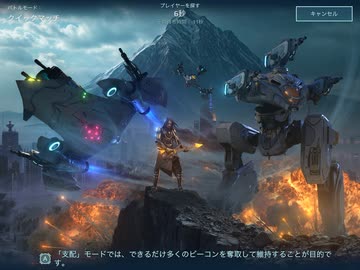 バトルモード:
クイックマッチ
プレイヤーを探す
6秒
キャンセル
A 「支配」モードでは、できるだけ多くのビーコンを奪取して維持することが目的で
す。